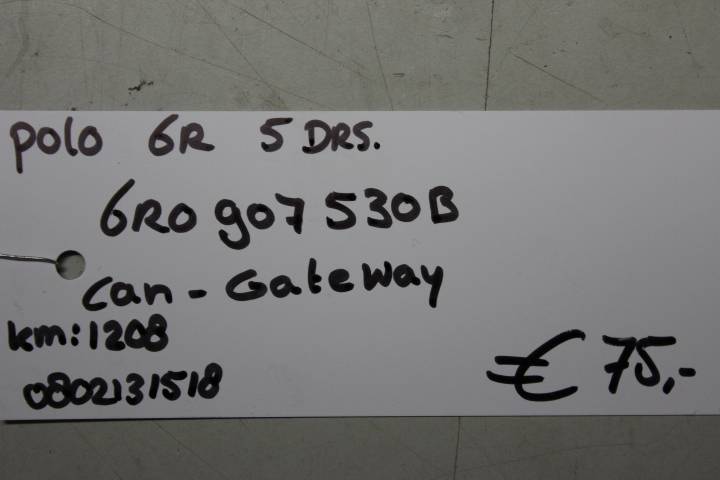 Polo 6R 5 DRS.
6R0 907 530B
Can-Gateway
km: 1208
0802131518
€ 75,-